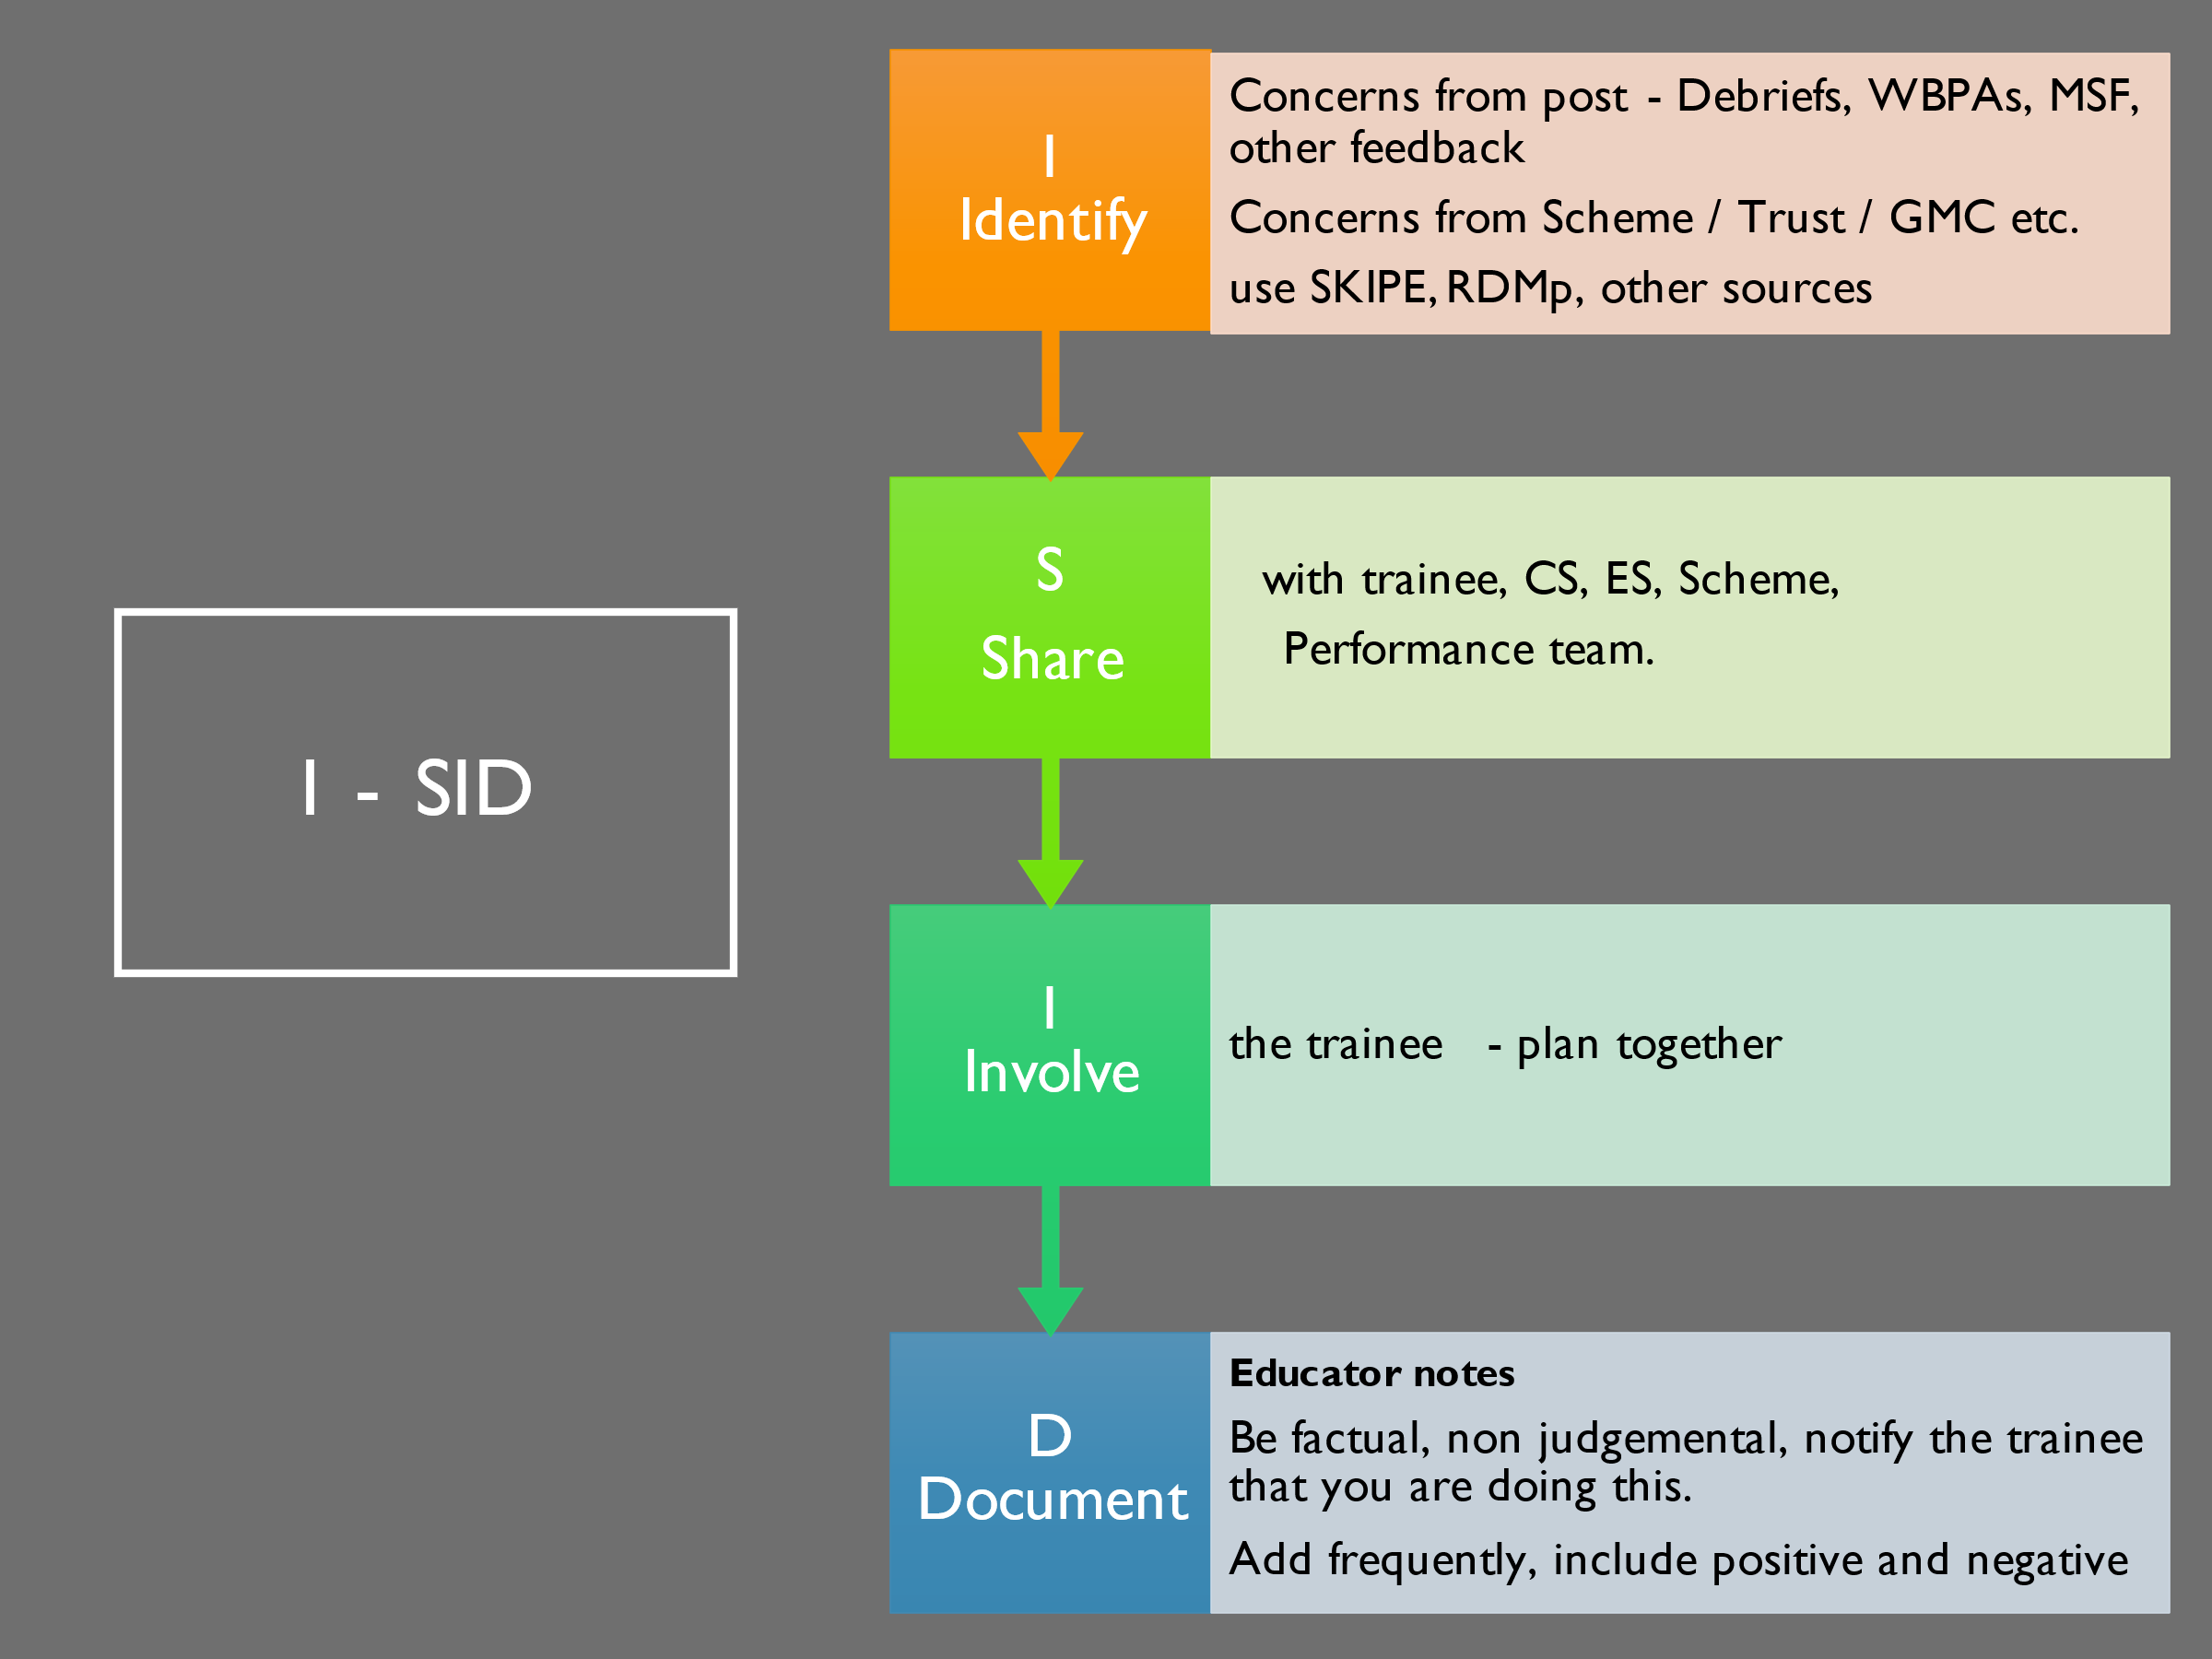 I - SID
I
Identify
Concerns from post - Debriefs, WBPAs, MSF,
other feedback
Concerns from Scheme / Trust / GMC etc.
use SKIPE, RDMp, other sources
S
Share
with trainee, CS, ES, Scheme,
Performance team.
I
Involve
the trainee - plan together
D
Document
Educator notes
Be factual, non judgemental, notify the trainee
that you are doing this.
Add frequently, include positive and negative